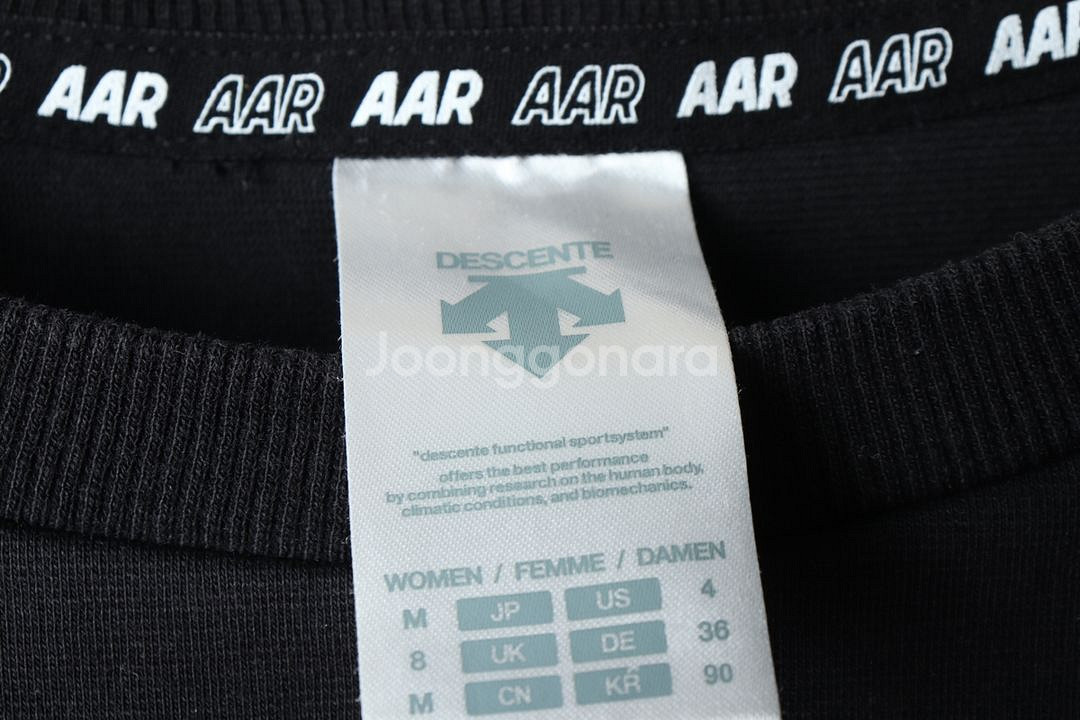 AAR AAR AAR AAR AAR AAR AAR
DESCENTE
Joonggonara
"descente functional sportsystem"
offers the best performance
by combining research on the human body,
climatic conditions, and biomechanics.
WOMEN / FEMME / DAMEN
M JP US 4
8 UK DE 36
M CN KR 90